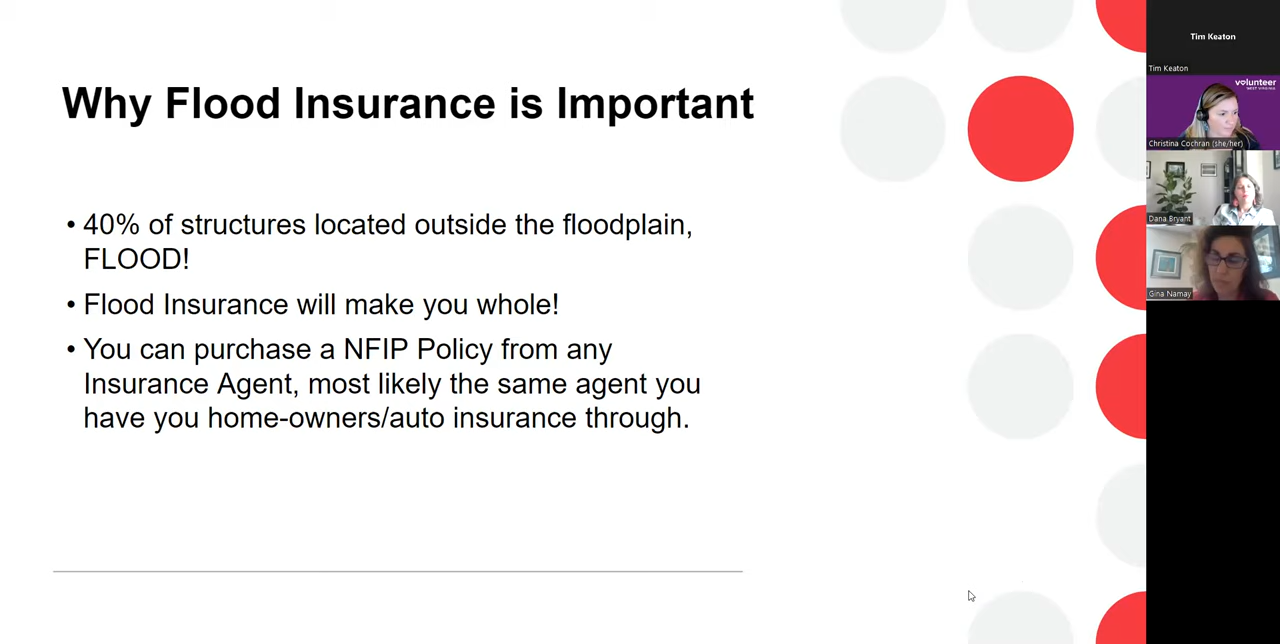 Why Flood Insurance is Important
• 40% of structures located outside the floodplain,
FLOOD!
• Flood Insurance will make you whole!
• You can purchase a NFIP Policy from any
Insurance Agent, most likely the same agent you
have you home-owners/auto insurance through.
Tim Keaton
Tim Keaton
volunteer
WEST VIRGINIA
Christina Cochran (she/her)
Dana Bryant
Gina Namay